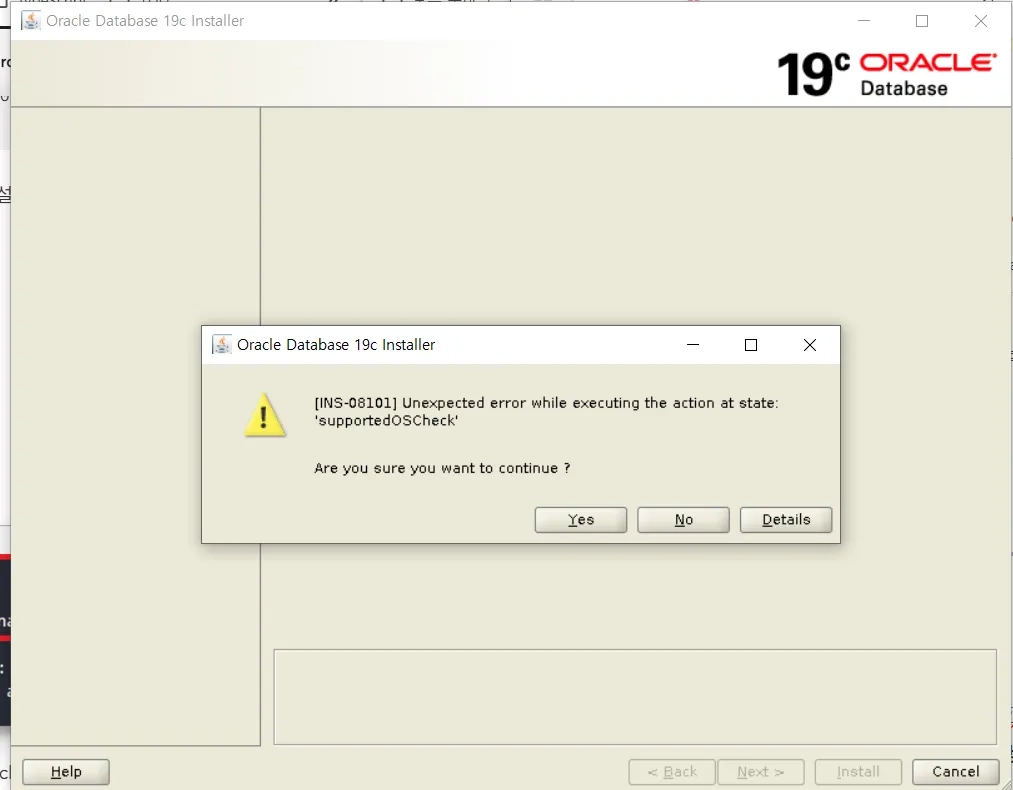 Oracle Database 19c Installer
19c ORACLE
Database
설
Oracle Database 19c Installer
[INS-08101] Unexpected error while executing the action at state:
'supportedOSCheck'
Are you sure you want to continue ?
Yes No Details
Help < Back Next > Install Cancel